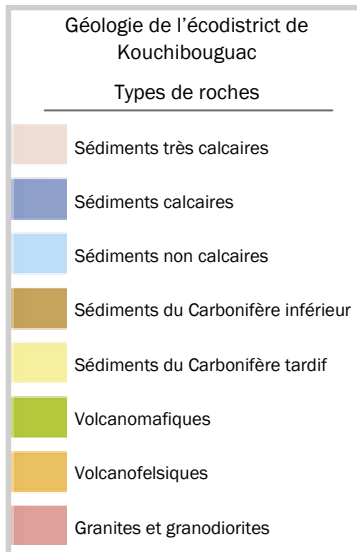 Géologie de l’écodistrict de
Kouchibouguac
Types de roches
Sédiments très calcaires
Sédiments calcaires
Sédiments non calcaires
Sédiments du Carbonifère inférieur
Sédiments du Carbonifère tardif
Volcanomafiques
Volcanofelsiques
Granites et granodiorites